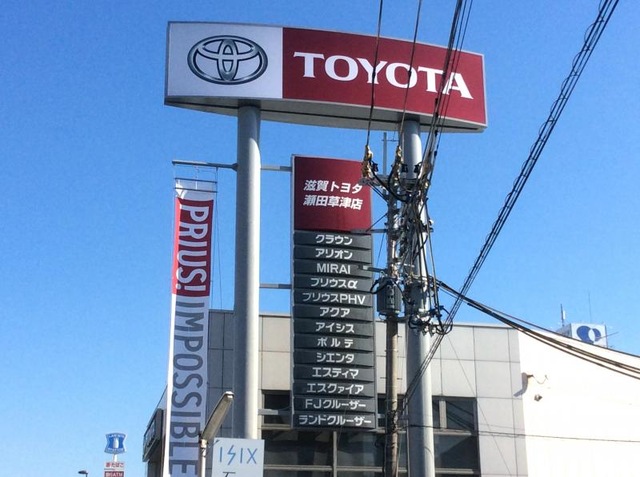 TOYOTA
滋賀トヨタ
瀬田草津店
クラウン
アリオン
MIRAI
プリウスα
プリウスPHV
アクア
アイシス
ポルテ
シエンタ
エスティマ
エスクァイア
FJクルーザー
ランドクルーザー
PRIUS! IMPOSSIBLE
ISIX